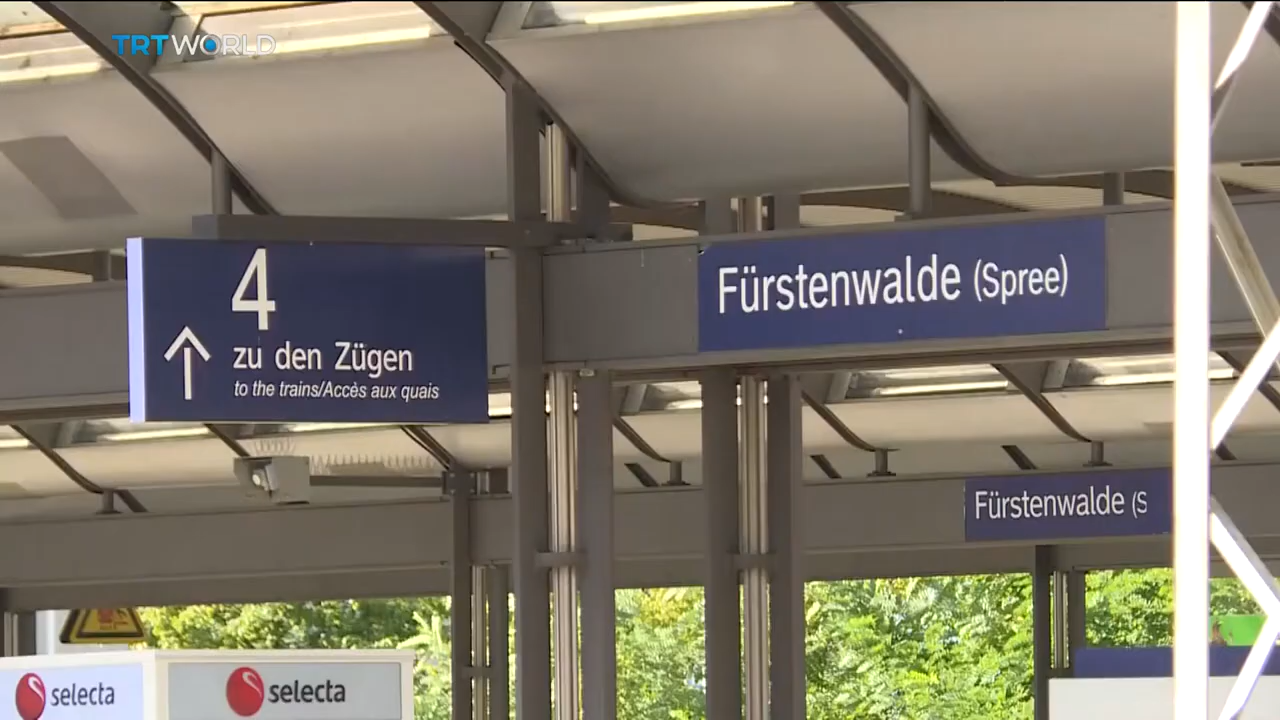 TRTWORLD
4
zu den Zügen
to the trains/Accès aux quais
Fürstenwalde (Spree)
Fürstenwalde (S
selecta
selecta